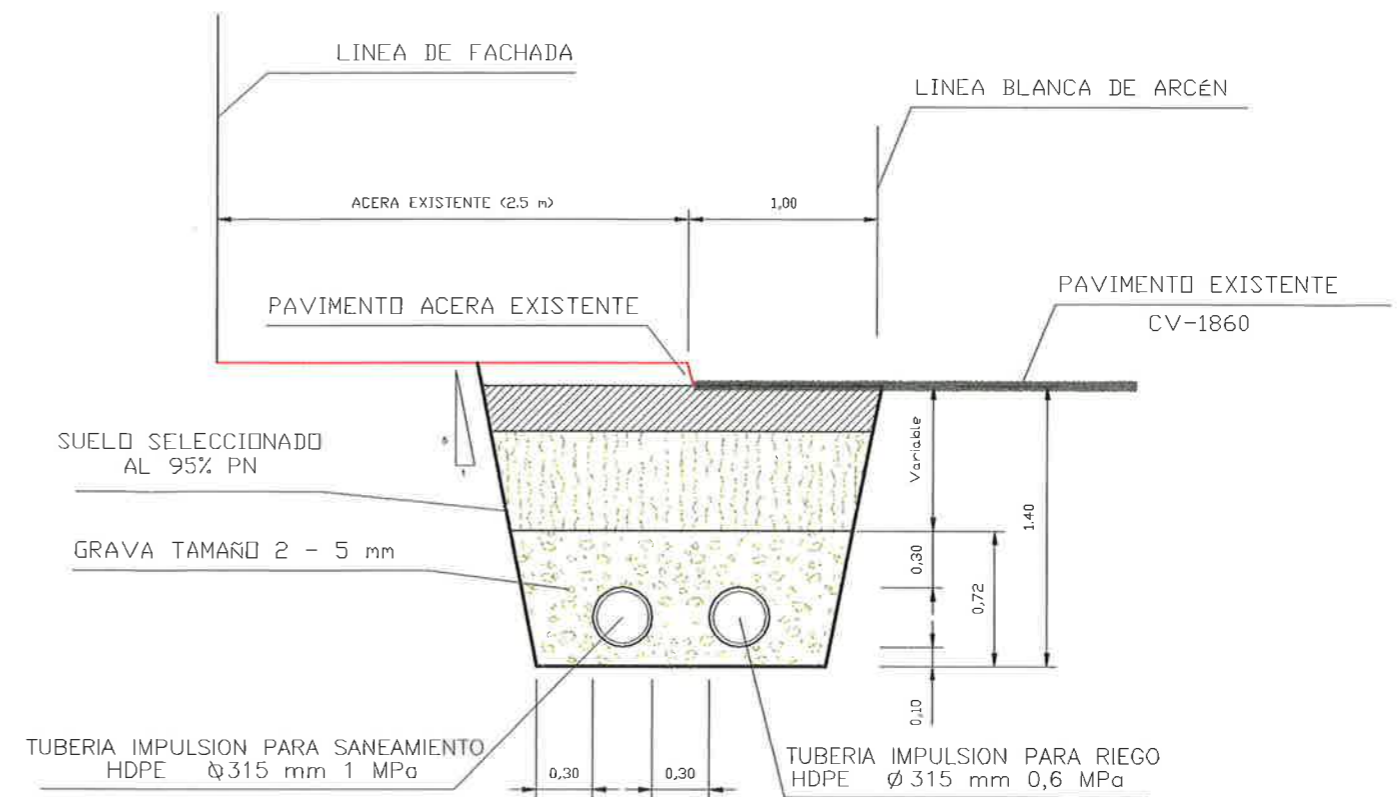 LINEA DE FACHADA
LINEA BLANCA DE ARCÉN
ACERA EXISTENTE (2.5 m)
1,00
PAVIMENTO ACERA EXISTENTE
PAVIMENTO EXISTENTE
CV-1860
SUELO SELECCIONADO
AL 95% PN
Variable
1.40
GRAVA TAMAÑO 2 - 5 mm
0,30
0,72
0,10
TUBERIA IMPULSION PARA SANEAMIENTO
HDPE Ø315 mm 1 MPa
0,30
0,30
TUBERIA IMPULSION PARA RIEGO
HDPE Ø 315 mm 0,6 MPa